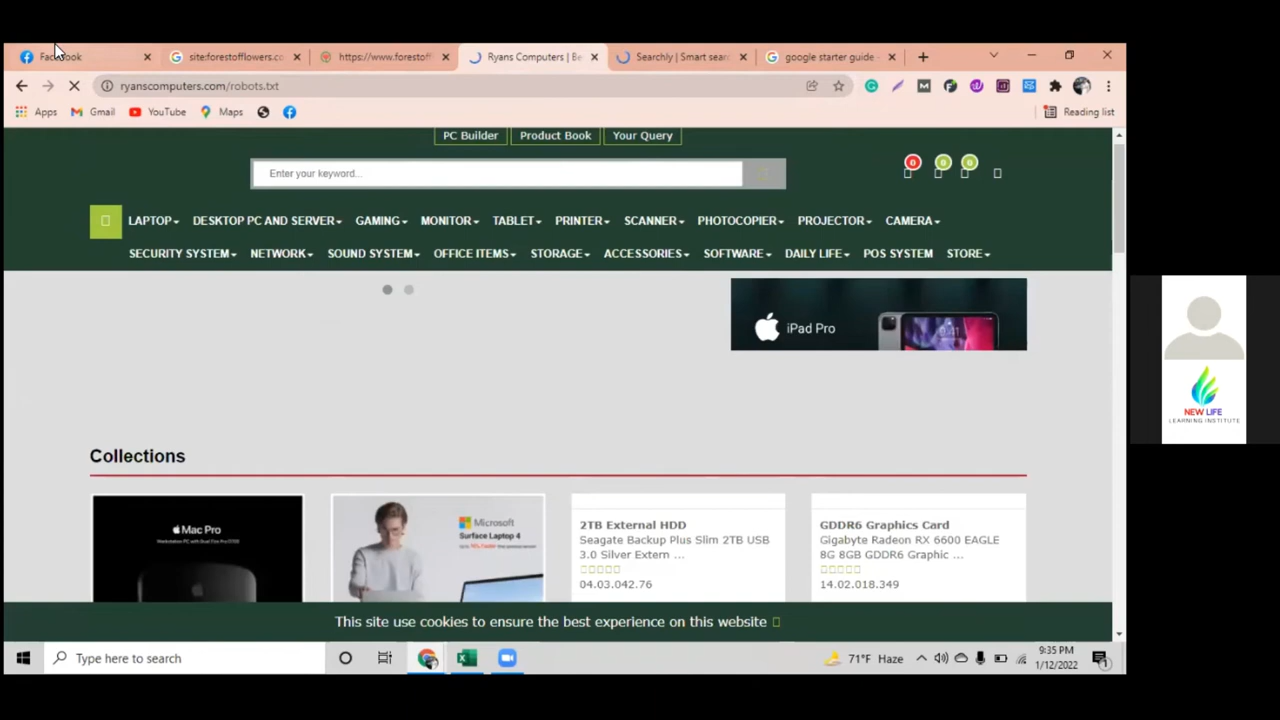 Facebook
site:forestofflowers.co
https://www.forestoff
Ryans Computers | Be
Searchly | Smart sear
google starter guide -
ryanscomputers.com/robots.txt
Apps
Gmail
YouTube
Maps
Reading list
PC Builder
Product Book
Your Query
Enter your keyword...
0
0
0
LAPTOP
DESKTOP PC AND SERVER
GAMING
MONITOR
TABLET
PRINTER
SCANNER
PHOTOCOPIER
PROJECTOR
CAMERA
SECURITY SYSTEM
NETWORK
SOUND SYSTEM
OFFICE ITEMS
STORAGE
ACCESSORIES
SOFTWARE
DAILY LIFE
POS SYSTEM
STORE
iPad Pro
9:41
Collections
Mac Pro
Microsoft
Surface Laptop 4
2TB External HDD
Seagate Backup Plus Slim 2TB USB
3.0 Silver Extern ...
04.03.042.76
GDDR6 Graphics Card
Gigabyte Radeon RX 6600 EAGLE
8G 8GB GDDR6 Graphic ...
14.02.018.349
This site use cookies to ensure the best experience on this website
Type here to search
71°F Haze
9:35 PM
1/12/2022
1
NEW LIFE
LEARNING INSTITUTE